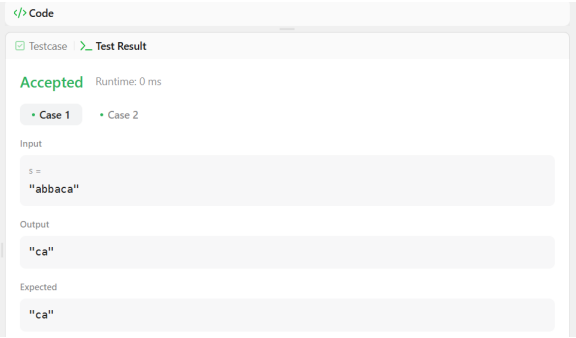 </> Code
Testcase >_ Test Result
Accepted Runtime: 0 ms
• Case 1 • Case 2
Input
s =
"abbaca"
Output
"ca"
Expected
"ca"